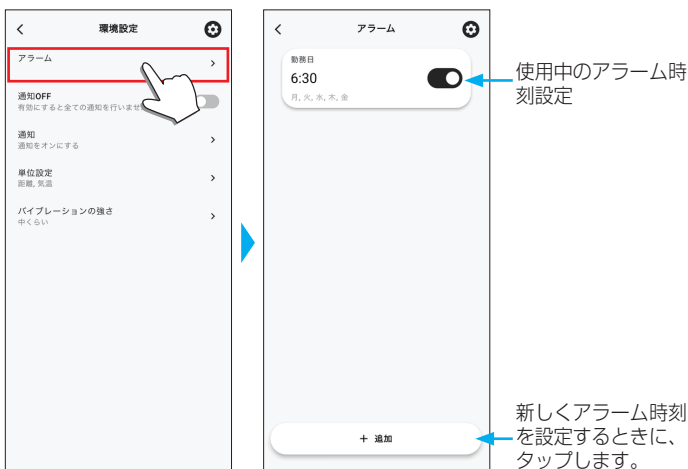 環境設定
アラーム
通知OFF
有効にすると全ての通知を行いませ
通知
通知をオンにする
単位設定
距離, 気温
バイブレーションの強さ
中くらい
アラーム
勤務日
6:30
月, 火, 水, 木, 金
+ 追加
使用中のアラーム時
刻設定
新しくアラーム時刻
を設定するときに、
タップします。